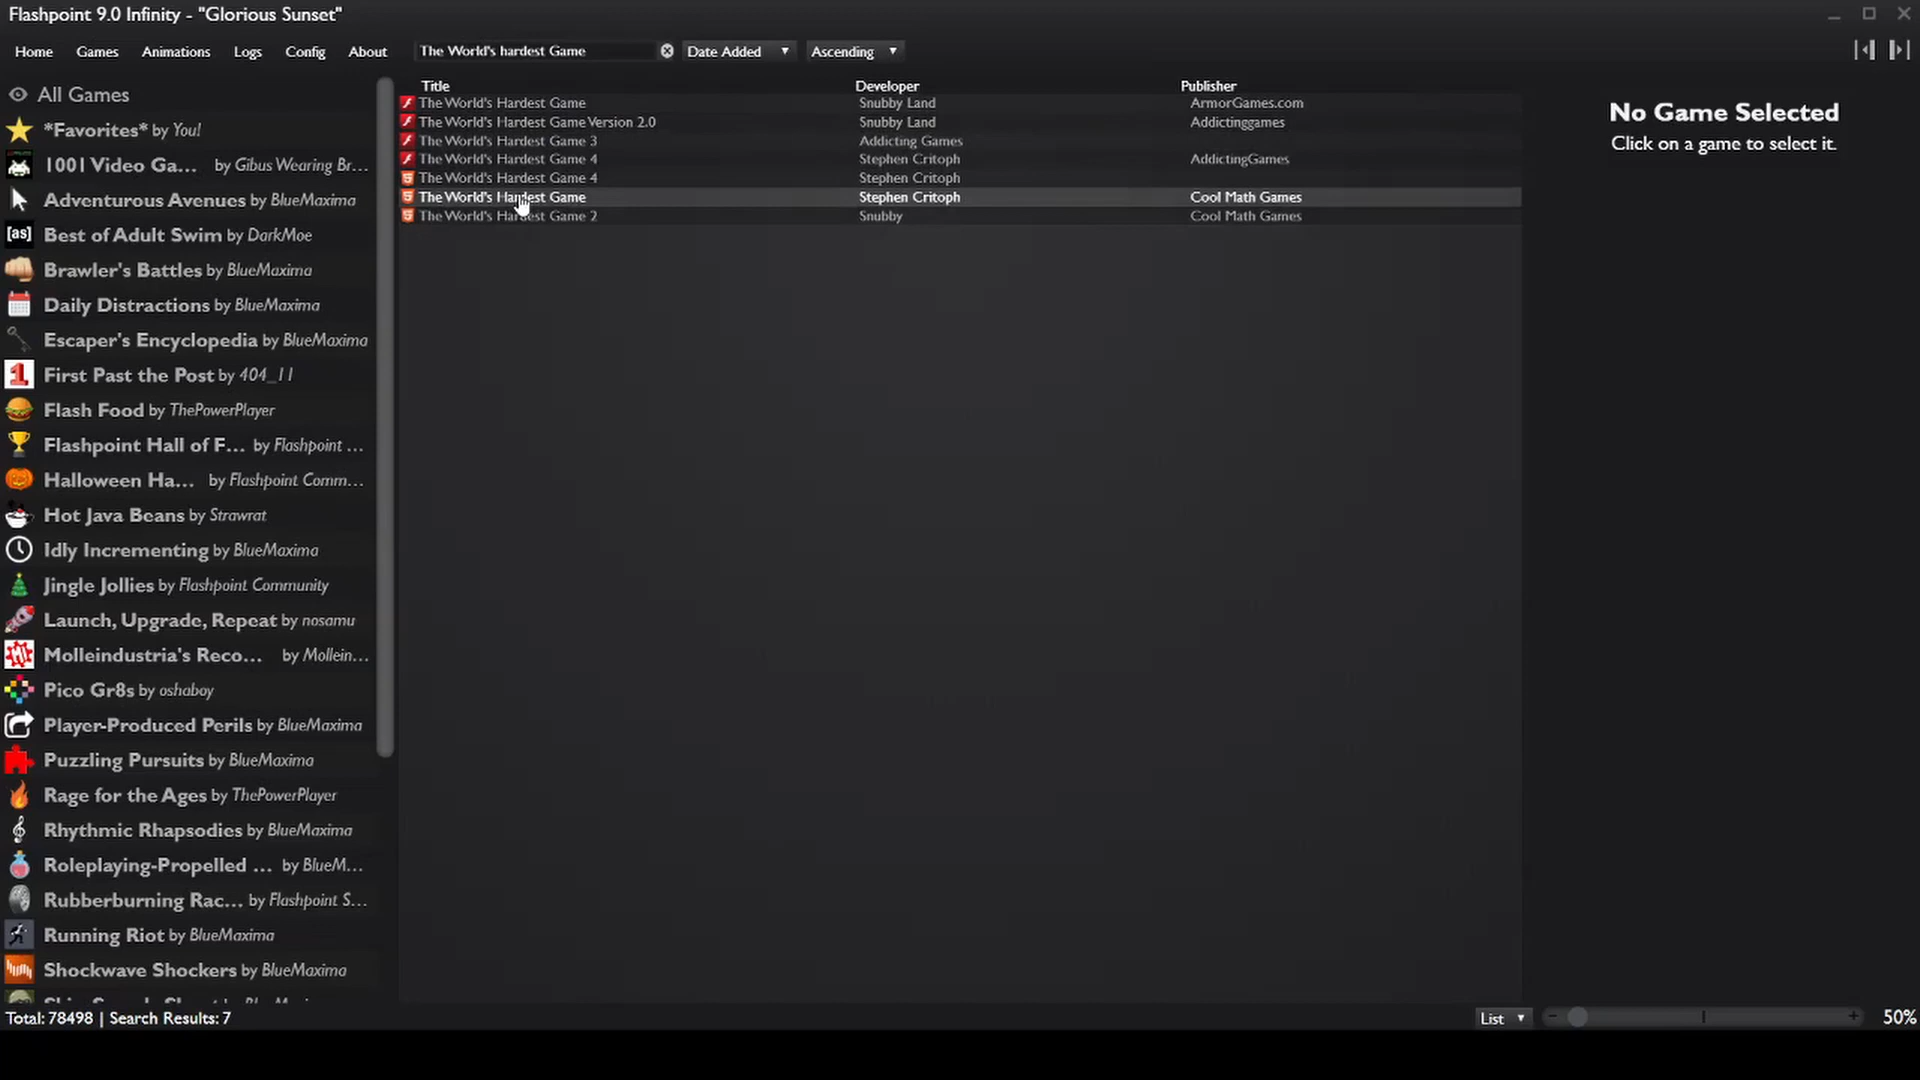 Flashpoint 9.0 Infinity - "Glorious Sunset"
Home Games Animations Logs Config About The World's hardest Game Date Added Ascending
All Games
*Favorites* by You!
1001 Video Ga... by Gibus Wearing Br...
Adventurous Avenues by BlueMaxima
[as] Best of Adult Swim by DarkMoe
Brawler's Battles by BlueMaxima
Daily Distractions by BlueMaxima
Escaper's Encyclopedia by BlueMaxima
1 First Past the Post by 404_11
Flash Food by ThePowerPlayer
Flashpoint Hall of F... by Flashpoint ...
Halloween Ha... by Flashpoint Comm...
Hot Java Beans by Strawrat
Idly Incrementing by BlueMaxima
Jingle Jollies by Flashpoint Community
Launch, Upgrade, Repeat by nosamu
Molleindustria's Reco... by Mollein...
Pico Gr8s by oshaboy
Player-Produced Perils by BlueMaxima
Puzzling Pursuits by BlueMaxima
Rage for the Ages by ThePowerPlayer
Rhythmic Rhapsodies by BlueMaxima
Roleplaying-Propelled ... by BlueM...
Rubberburning Rac... by Flashpoint S...
Running Riot by BlueMaxima
Shockwave Shockers by BlueMaxima
Title Developer Publisher
The World's Hardest Game Snubby Land ArmorGames.com
The World's Hardest Game Version 2.0 Snubby Land Addictinggames
The World's Hardest Game 3 Addicting Games
The World's Hardest Game 4 Stephen Critoph AddictingGames
The World's Hardest Game 4 Stephen Critoph
The World's Hardest Game Stephen Critoph Cool Math Games
The World's Hardest Game 2 Snubby Cool Math Games
No Game Selected
Click on a game to select it.
Total: 78498 | Search Results: 7
List 50%